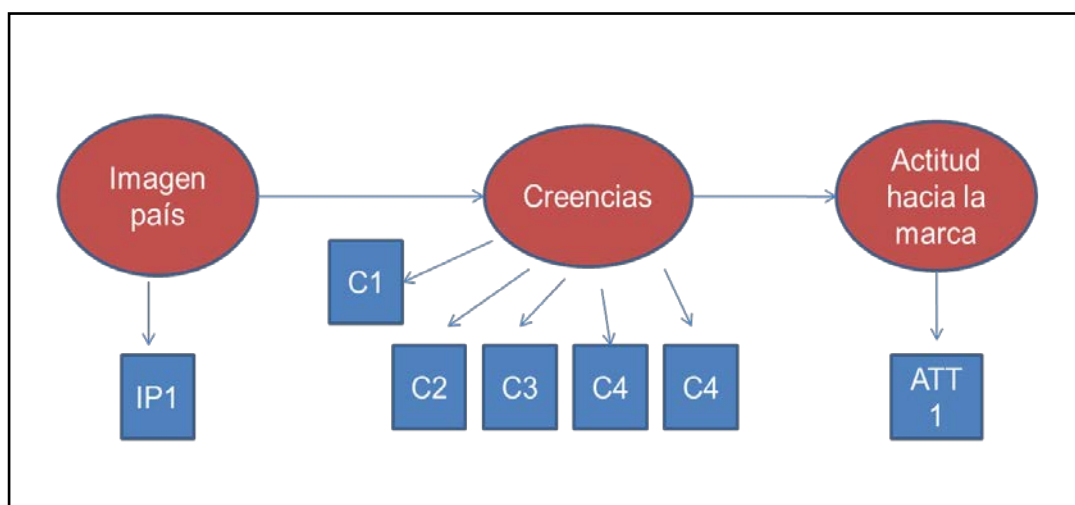 Imagen
país
Creencias
Actitud
hacia la
marca
C1
IP1
C2
C3
C4
C4
ATT
1